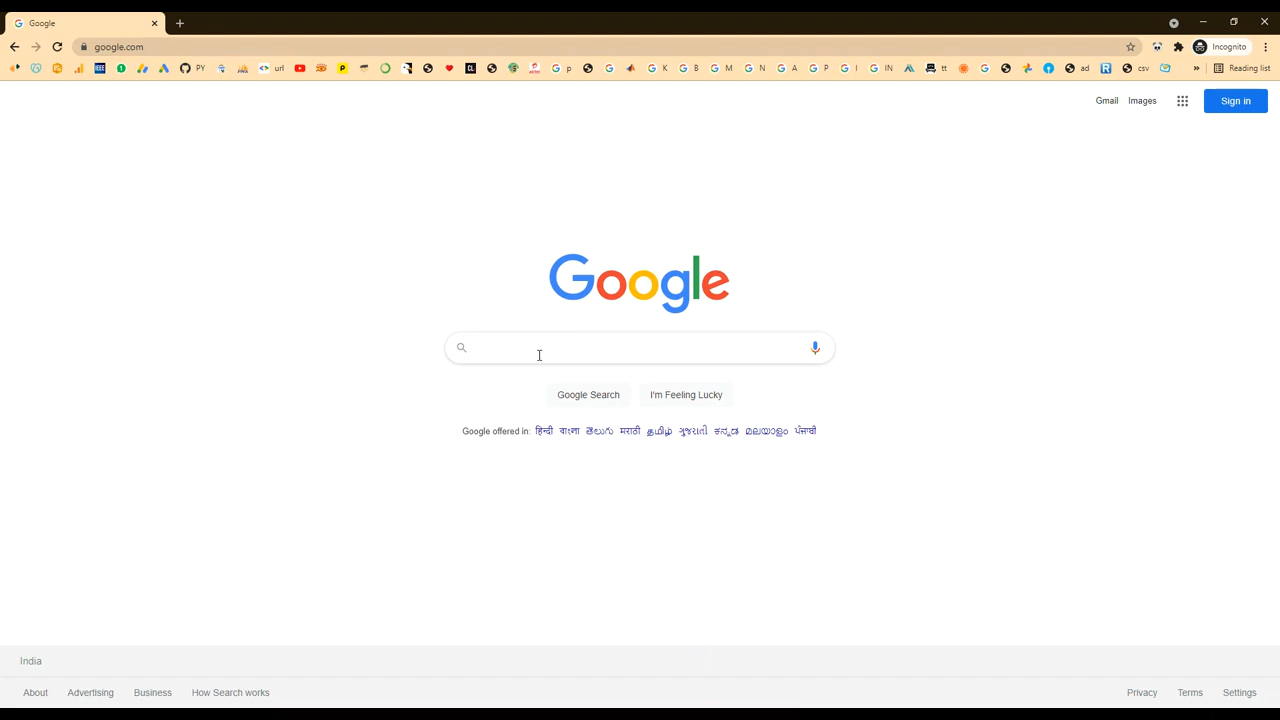 Google
google.com
Incognito
PY url p K B M N A P I IN tt ad csv Reading list
Gmail Images Sign in
Google
Google Search I'm Feeling Lucky
Google offered in: हिन्दी বাংলা తెలుగు मराठी தமிழ் ગુજરાતી ಕನ್ನಡ മലയാളം ਪੰਜਾਬੀ
India
About Advertising Business How Search works Privacy Terms Settings